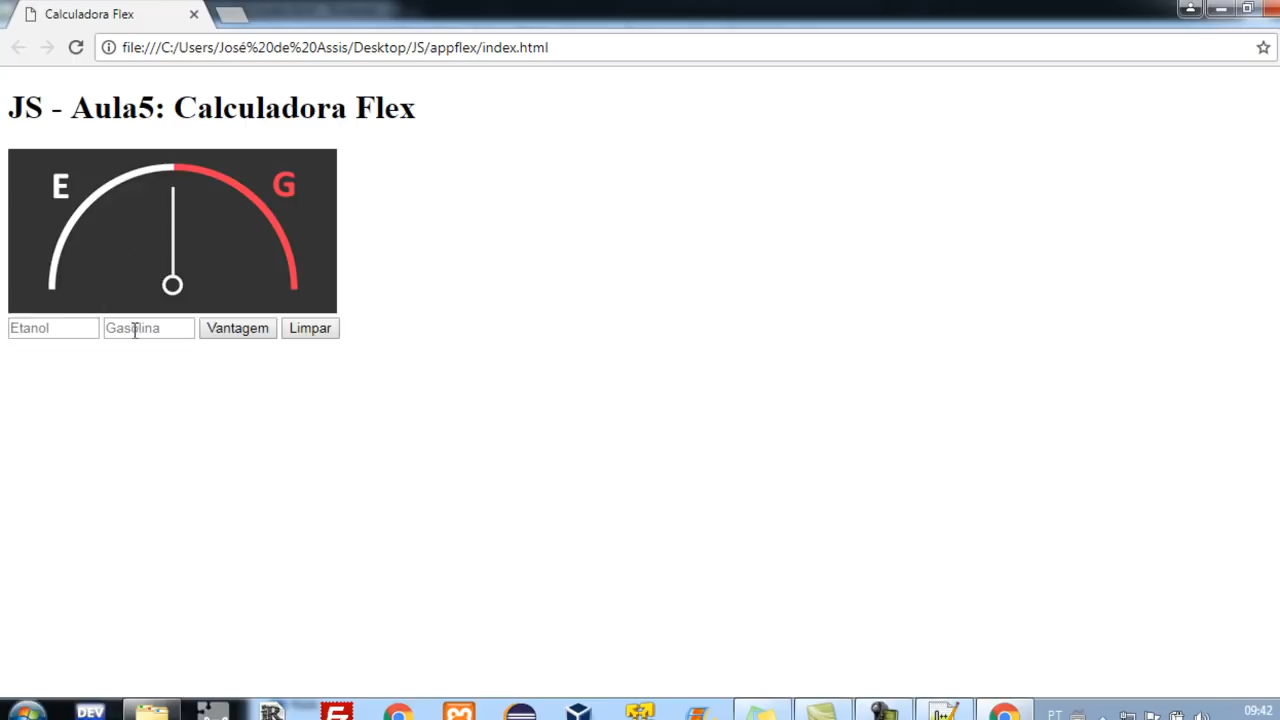 Calculadora Flex
file:///C:/Users/José%20de%20Assis/Desktop/JS/appflex/index.html
JS - Aula5: Calculadora Flex
E
G
Etanol
Gasolina
Vantagem
Limpar
DEV
PT
09:42